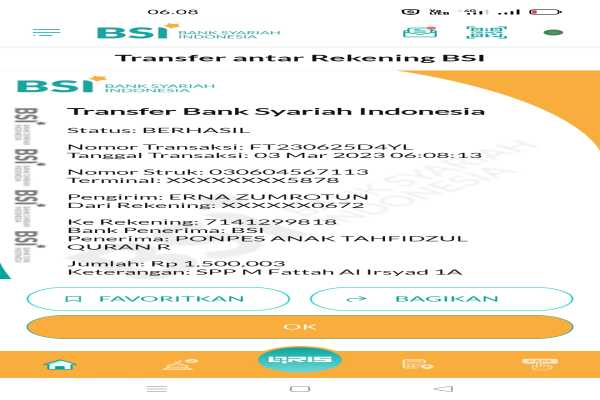 06.08
BSI BANK SYARIAH
INDONESIA
Transfer antar Rekening BSI
BSI BANK SYARIAH
INDONESIA
Transfer Bank Syariah Indonesia
Status: BERHASIL
Nomor Transaksi: FT230625D4YL
Tanggal Transaksi: 03 Mar 2023 06:08:13
Nomor Struk: 030604567113
Terminal: XXXXXXXX5878
Pengirim: ERNA ZUMROTUN
Dari Rekening: XXXXXX0672
Ke Rekening: 7141299818
Bank Penerima: BSI
Penerima: PONPES ANAK TAHFIDZUL
QURAN R
Jumlah: Rp 1,500,003
Keterangan: SPP M Fattah Al Irsyad 1A
FAVORITKAN
BAGIKAN
OK
QRIS